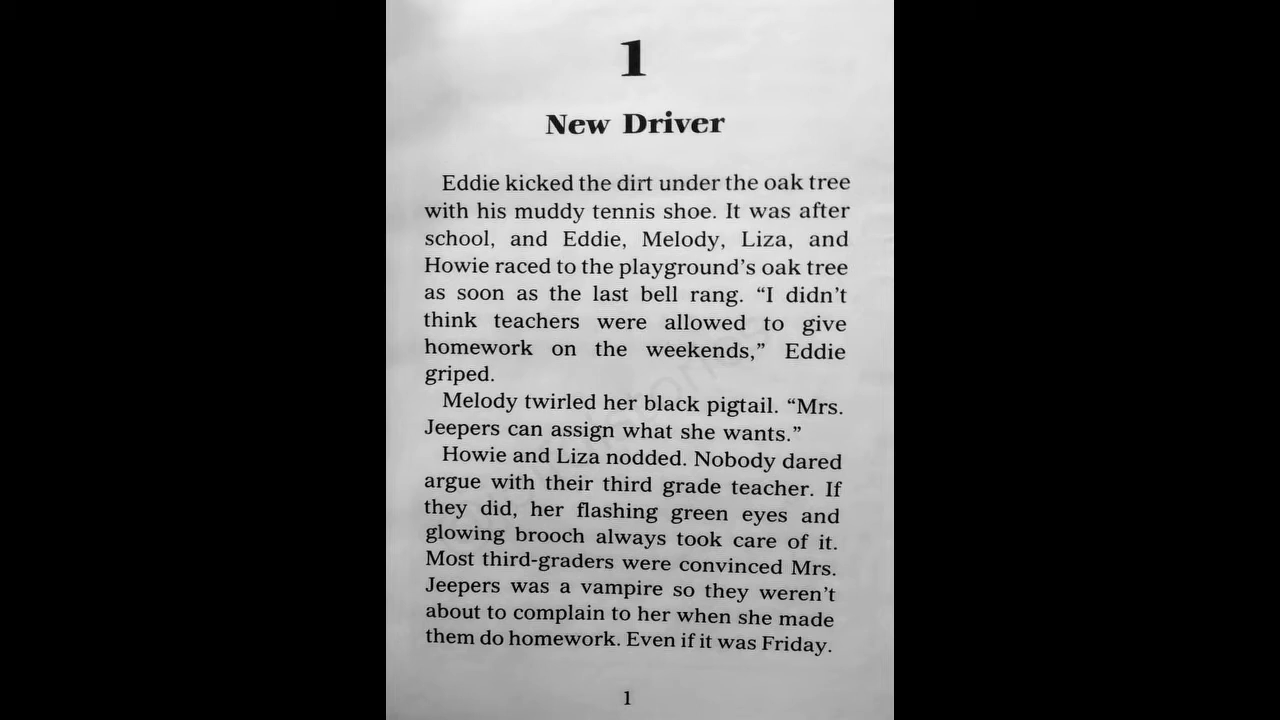 1
New Driver
Eddie kicked the dirt under the oak tree
with his muddy tennis shoe. It was after
school, and Eddie, Melody, Liza, and
Howie raced to the playground’s oak tree
as soon as the last bell rang. “I didn’t
think teachers were allowed to give
homework on the weekends,” Eddie
griped.
Melody twirled her black pigtail. “Mrs.
Jeepers can assign what she wants.”
Howie and Liza nodded. Nobody dared
argue with their third grade teacher. If
they did, her flashing green eyes and
glowing brooch always took care of it.
Most third-graders were convinced Mrs.
Jeepers was a vampire so they weren’t
about to complain to her when she made
them do homework. Even if it was Friday.
1